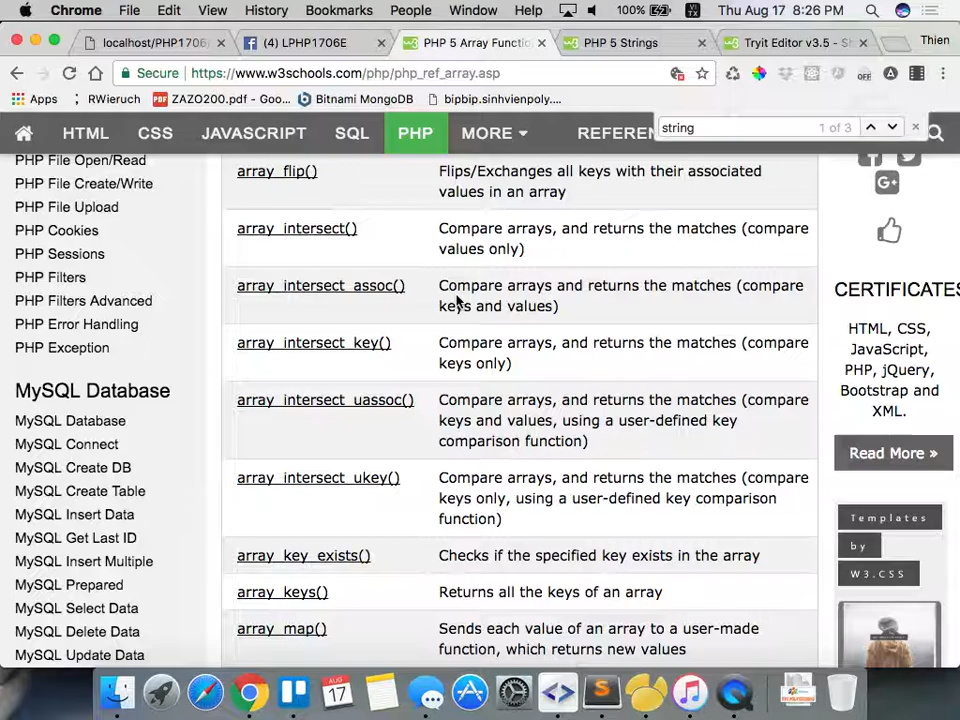 Chrome File Edit View History Bookmarks People Window Help 100% VI TX Thu Aug 17 8:26 PM
localhost/PHP1706 × (4) LPHP1706E × PHP 5 Array Functio × PHP 5 Strings × Tryit Editor v3.5 - Sh × Thien
Secure https://www.w3schools.com/php/php_ref_array.asp OFF
Apps RWieruch PDF ZAZO200.pdf - Goo... Bitnami MongoDB bipbip.sinhvienpoly....
string 1 of 3 ×
HTML CSS JAVASCRIPT SQL PHP MORE REFEREN
PHP File Open/Read
PHP File Create/Write
PHP File Upload
PHP Cookies
PHP Sessions
PHP Filters
PHP Filters Advanced
PHP Error Handling
PHP Exception
MySQL Database
MySQL Database
MySQL Connect
MySQL Create DB
MySQL Create Table
MySQL Insert Data
MySQL Get Last ID
MySQL Insert Multiple
MySQL Prepared
MySQL Select Data
MySQL Delete Data
MySQL Update Data
array_flip() Flips/Exchanges all keys with their associated
values in an array
array_intersect() Compare arrays, and returns the matches (compare
values only)
array_intersect_assoc() Compare arrays and returns the matches (compare
keys and values)
array_intersect_key() Compare arrays, and returns the matches (compare
keys only)
array_intersect_uassoc() Compare arrays, and returns the matches (compare
keys and values, using a user-defined key
comparison function)
array_intersect_ukey() Compare arrays, and returns the matches (compare
keys only, using a user-defined key comparison
function)
array_key_exists() Checks if the specified key exists in the array
array_keys() Returns all the keys of an array
array_map() Sends each value of an array to a user-made
function, which returns new values
G+
CERTIFICATES
HTML, CSS,
JavaScript,
PHP, jQuery,
Bootstrap and
XML.
Read More »
Templates
by
W3.CSS
AUG
17